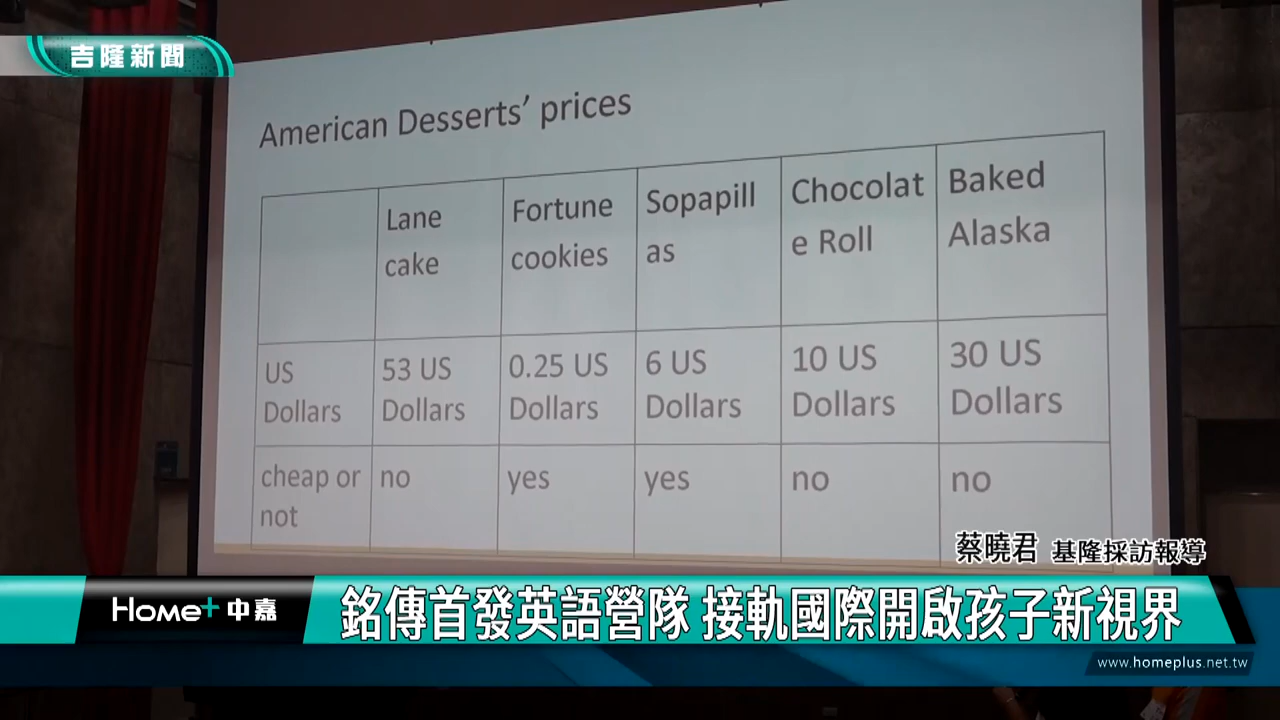 吉隆新聞
American Desserts’ prices
Lane
cake
Fortune
cookies
Sopapill
as
Chocolat
e Roll
Baked
Alaska
US
Dollars
53 US
Dollars
0.25 US
Dollars
6 US
Dollars
10 US
Dollars
30 US
Dollars
cheap or
not
no
yes
yes
no
no
蔡曉君 基隆採訪報導
Home+中嘉
銘傳首發英語營隊 接軌國際開啟孩子新視界
www.homeplus.net.tw